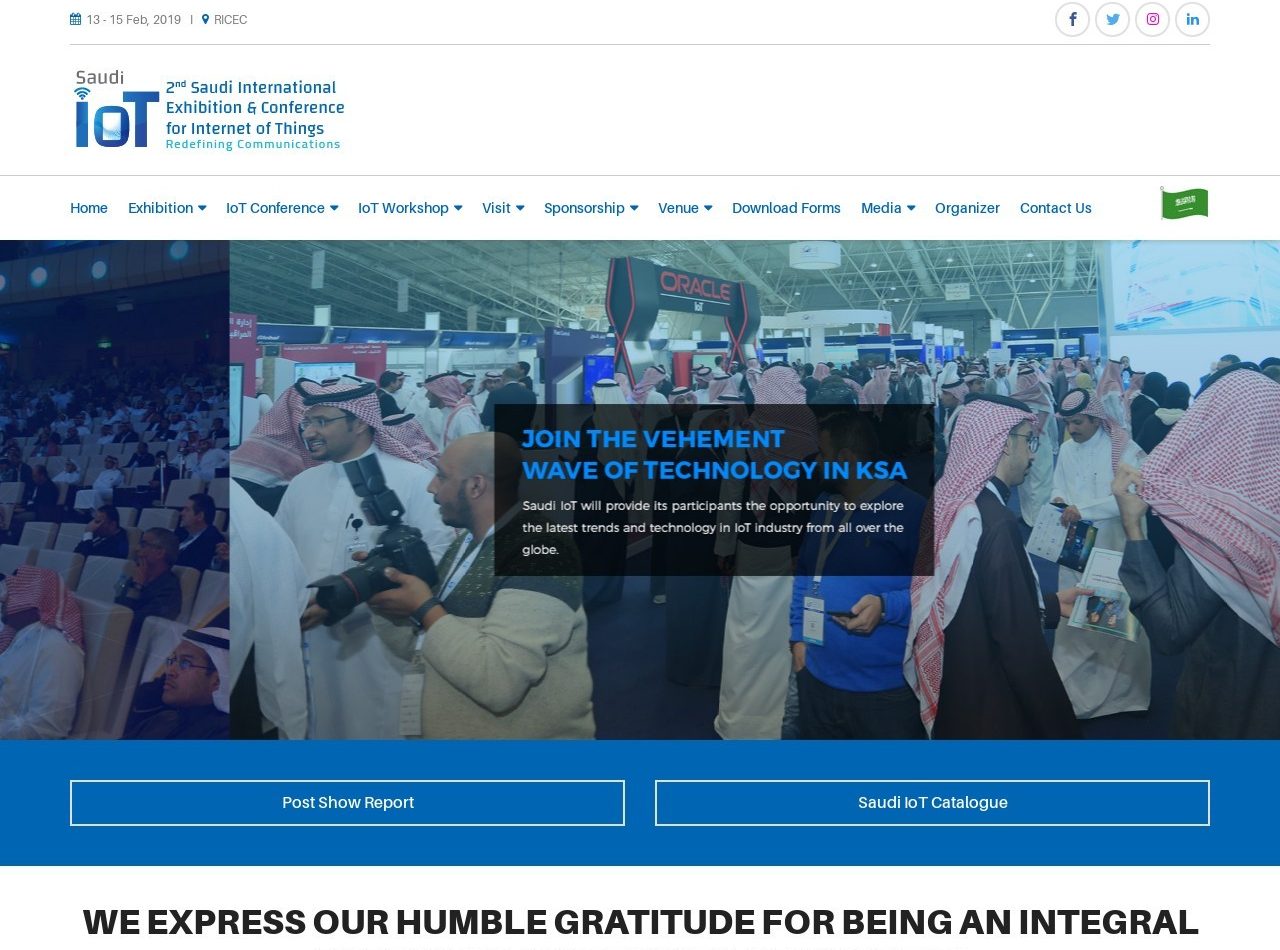 13 - 15 Feb, 2019 | RICEC
Saudi
IoT
2nd Saudi International
Exhibition & Conference
for Internet of Things
Redefining Communications
Home Exhibition IoT Conference IoT Workshop Visit Sponsorship Venue Download Forms Media Organizer Contact Us
ORACLE
IoT
JOIN THE VEHEMENT
WAVE OF TECHNOLOGY IN KSA
Saudi IoT will provide its participants the opportunity to explore
the latest trends and technology in IoT industry from all over the
globe.
Post Show Report
Saudi IoT Catalogue
WE EXPRESS OUR HUMBLE GRATITUDE FOR BEING AN INTEGRAL